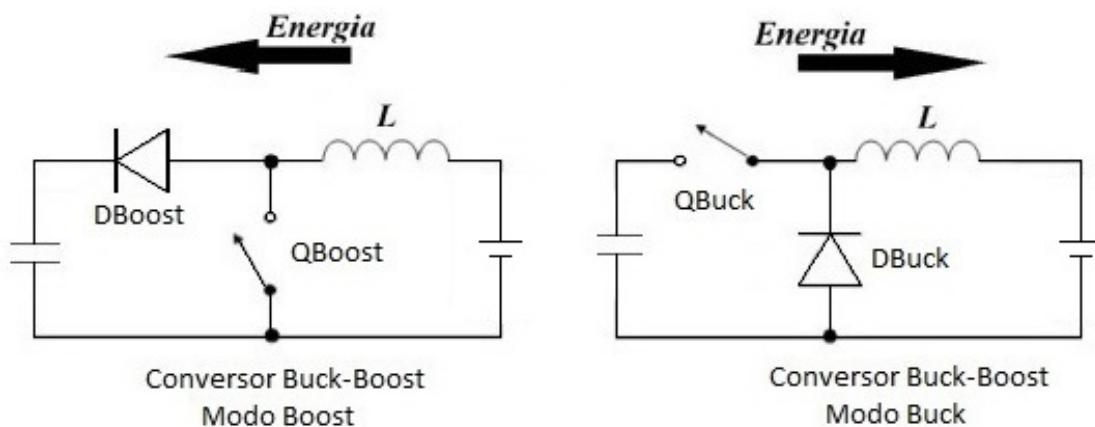 Energia
L
DBoost
QBoost
Conversor Buck-Boost
Modo Boost
Energia
L
QBuck
DBuck
Conversor Buck-Boost
Modo Buck